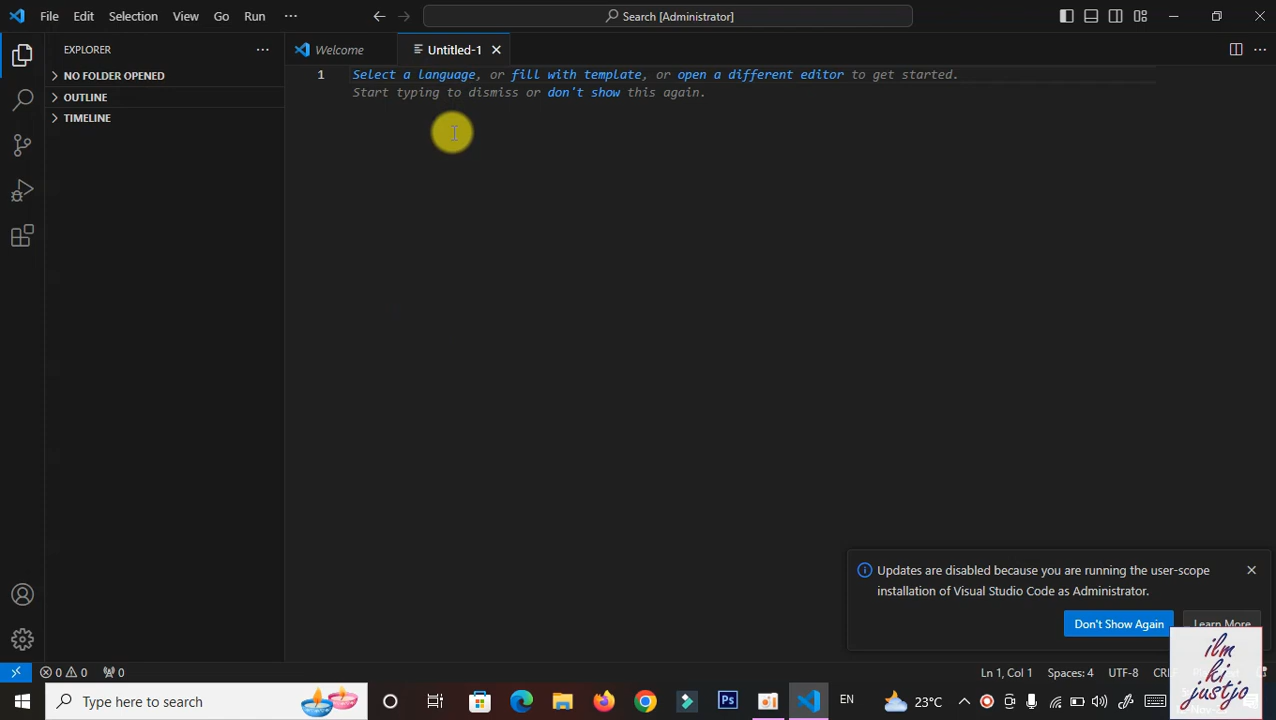 File Edit Selection View Go Run ···
Search [Administrator]
EXPLORER
Welcome
Untitled-1
NO FOLDER OPENED
OUTLINE
TIMELINE
1
Select a language, or fill with template, or open a different editor to get started.
Start typing to dismiss or don't show this again.
Updates are disabled because you are running the user-scope
installation of Visual Studio Code as Administrator.
Don't Show Again
Learn More
0 0 0
Ln 1, Col 1 Spaces: 4 UTF-8
ilm
ki
justjo
Type here to search
Ps
EN
23°C